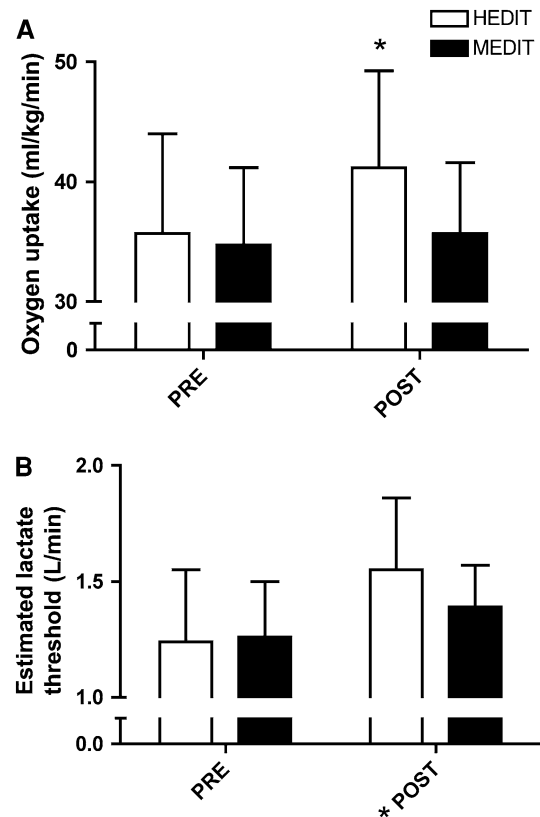 A
HEDIT
MEDIT
*
Oxygen uptake (ml/kg/min)
50
40
30
0
PRE
POST
B
Estimated lactate
threshold (L/min)
2.0
1.5
1.0
0.0
PRE
* POST